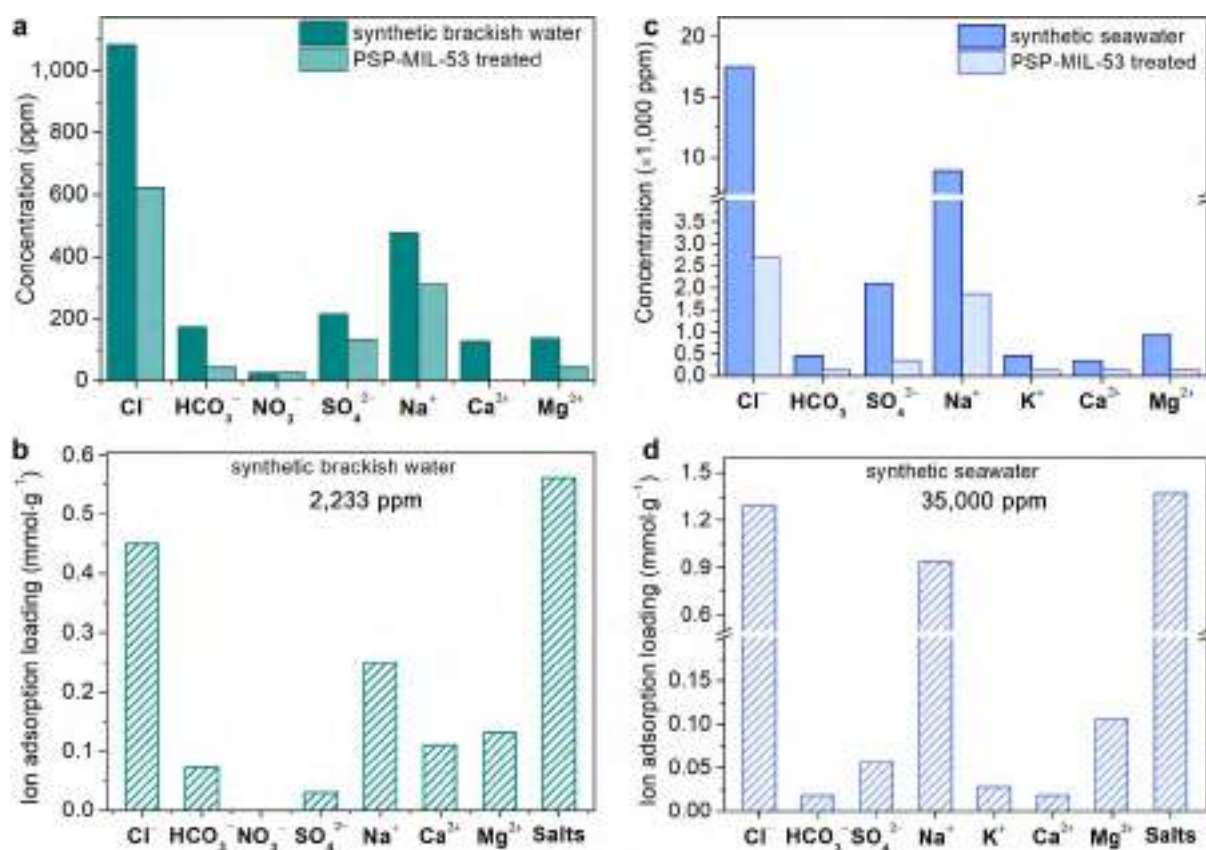 a
synthetic brackish water
PSP-MIL-53 treated
Concentration (ppm)
1,000
800
600
400
200
0
Cl⁻ HCO₃⁻ NO₃⁻ SO₄²⁻ Na⁺ Ca²⁺ Mg²⁺
b
synthetic brackish water
2,233 ppm
Ion adsorption loading (mmol·g⁻¹)
0.6
0.5
0.4
0.3
0.2
0.1
0.0
Cl⁻ HCO₃⁻ NO₃⁻ SO₄²⁻ Na⁺ Ca²⁺ Mg²⁺ Salts
c
synthetic seawater
PSP-MIL-53 treated
Concentration (×1,000 ppm)
20
15
10
3.5
3.0
2.5
2.0
1.5
1.0
0.5
0.0
Cl⁻ HCO₃⁻ SO₄²⁻ Na⁺ K⁺ Ca²⁺ Mg²⁺
d
synthetic seawater
35,000 ppm
Ion adsorption loading (mmol·g⁻¹)
1.5
1.2
0.9
0.6
0.15
0.10
0.05
0.00
Cl⁻ HCO₃⁻ SO₄²⁻ Na⁺ K⁺ Ca²⁺ Mg²⁺ Salts